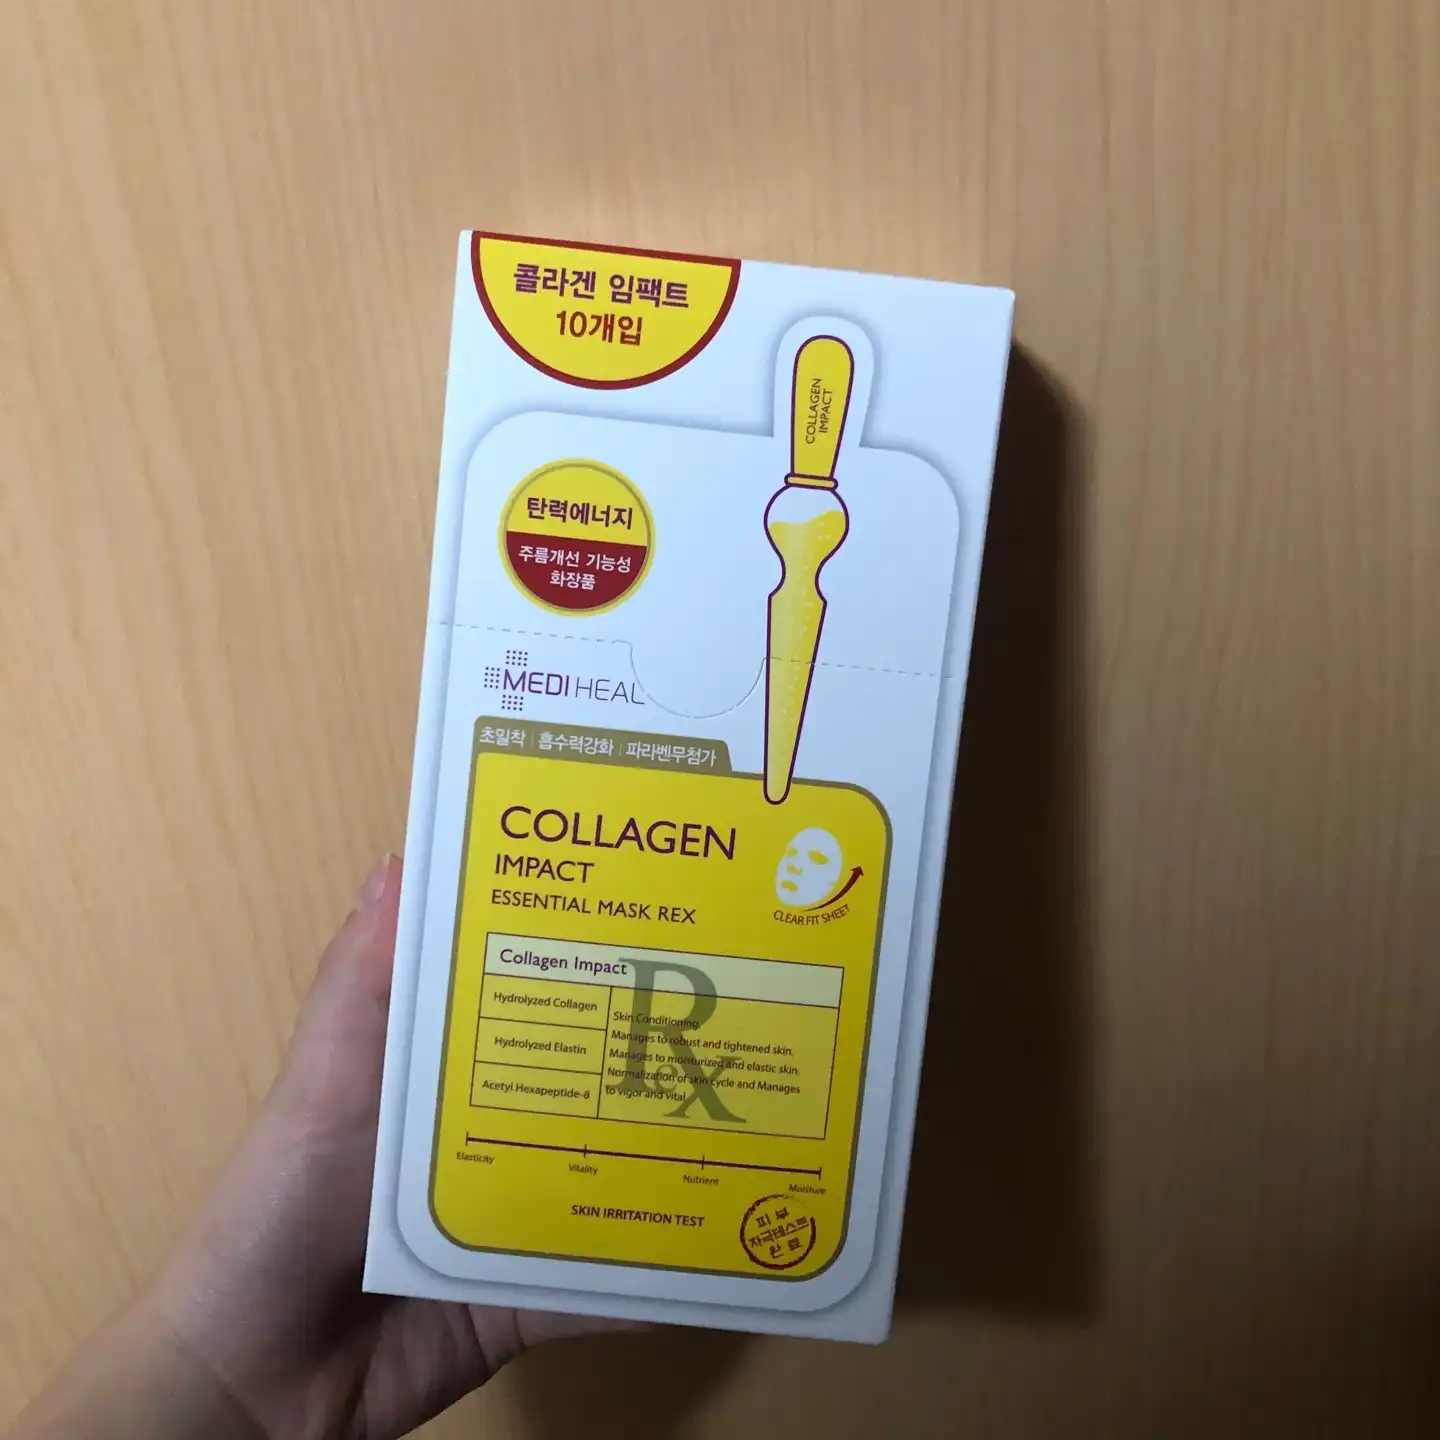 콜라겐 임팩트
10개입
COLLAGEN
IMPACT
탄력에너지
주름개선 기능성
화장품
MEDIHEAL
초밀착 | 흡수력강화 | 파라벤무첨가
COLLAGEN
IMPACT
ESSENTIAL MASK REX
CLEAR FIT SHEET
Collagen Impact
Rex
Hydrolyzed Collagen
Hydrolyzed Elastin
Acetyl Hexapeptide-8
Skin Conditioning,
Manages to robust and tightened skin.
Manages to moisturized and elastic skin.
Normalization of skin cycle and Manages
to vigor and vital.
Elasticity
Vitality
Nutrient
Moisture
SKIN IRRITATION TEST
피부
자극테스트
완료